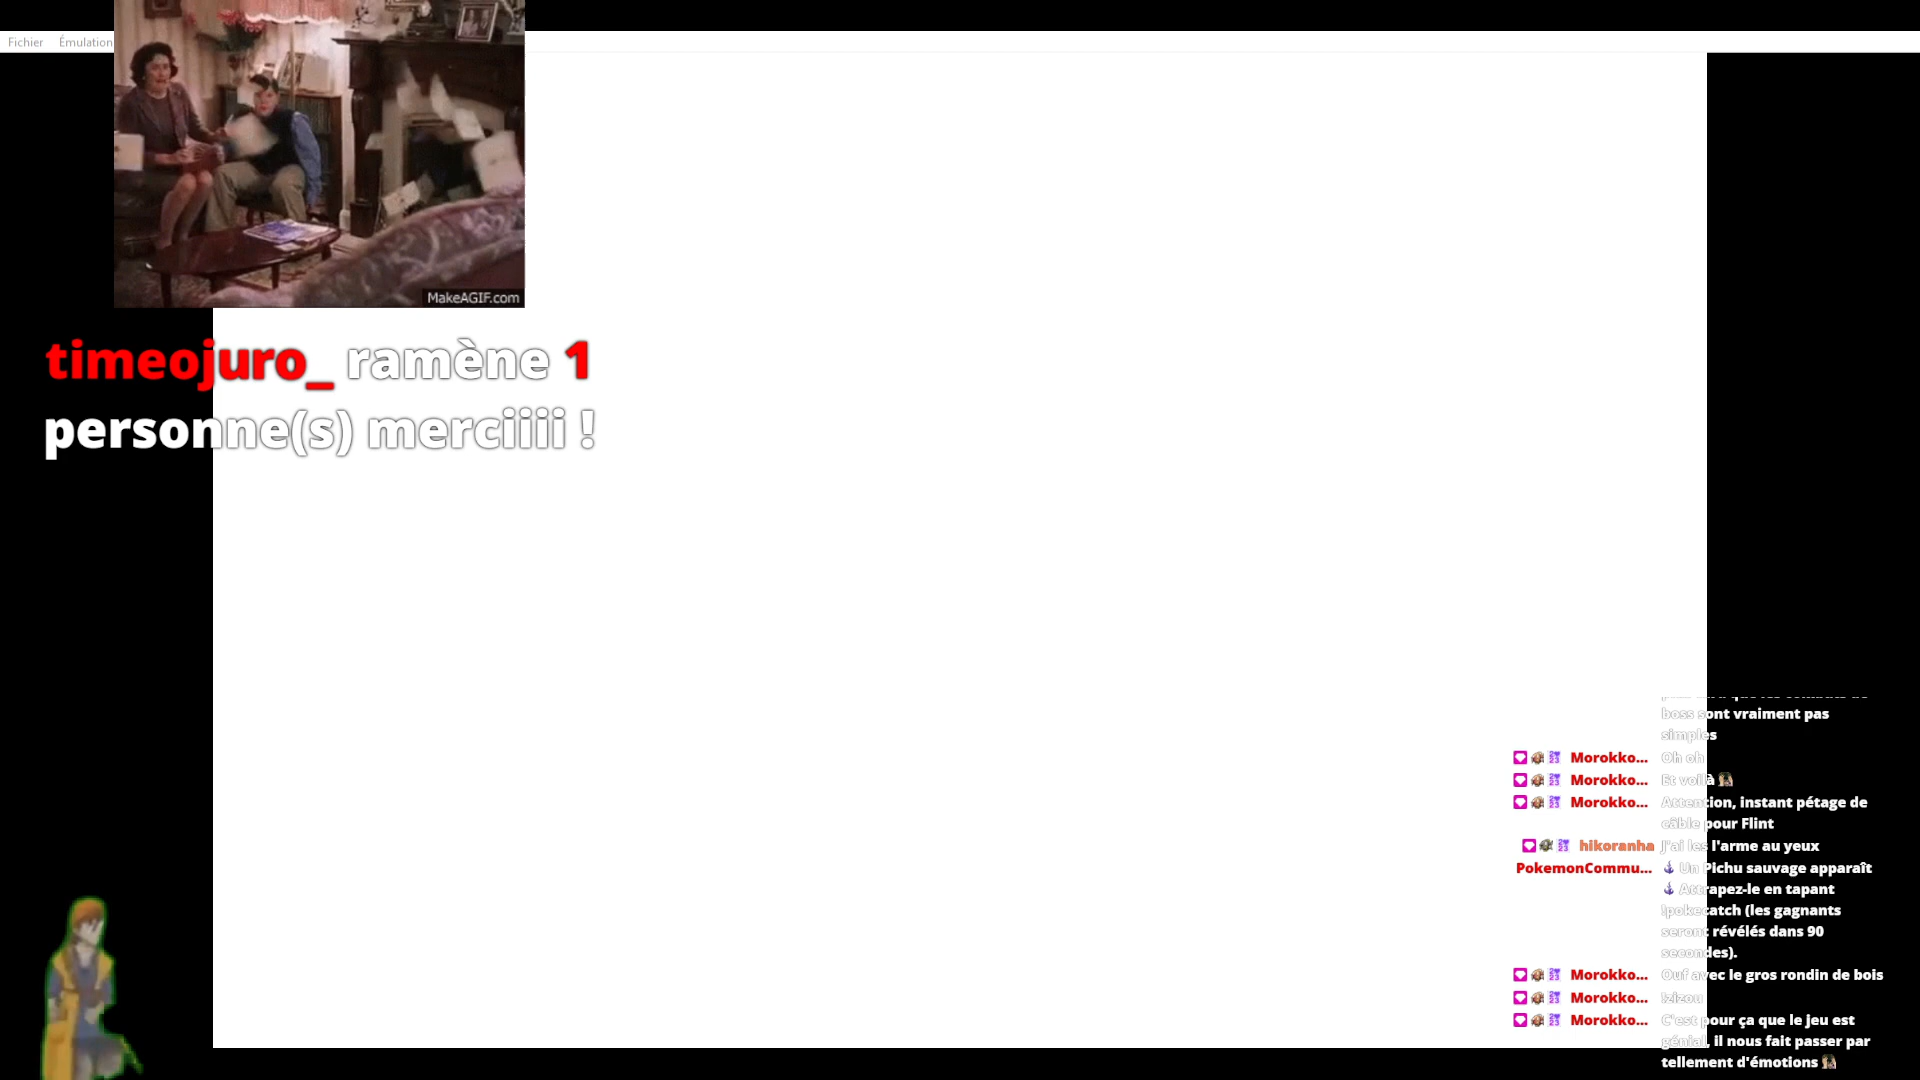 Fichier Émulation
MakeAGIF.com
timeojuro_ ramène 1
personne(s) merciiii !
boss sont vraiment pas
simples
Morokko... Oh oh
Morokko... Et voilà
Morokko... Attention, instant pétage de
câble pour Flint
hikoranha J'ai les l'arme au yeux
PokemonCommu... Un Pichu sauvage apparaît
Attrapez-le en tapant
!pokecatch (les gagnants
seront révélés dans 90
secondes).
Morokko... Ouf avec le gros rondin de bois
Morokko... !zizou
Morokko... C'est pour ça que le jeu est
génial, il nous fait passer par
tellement d'émotions